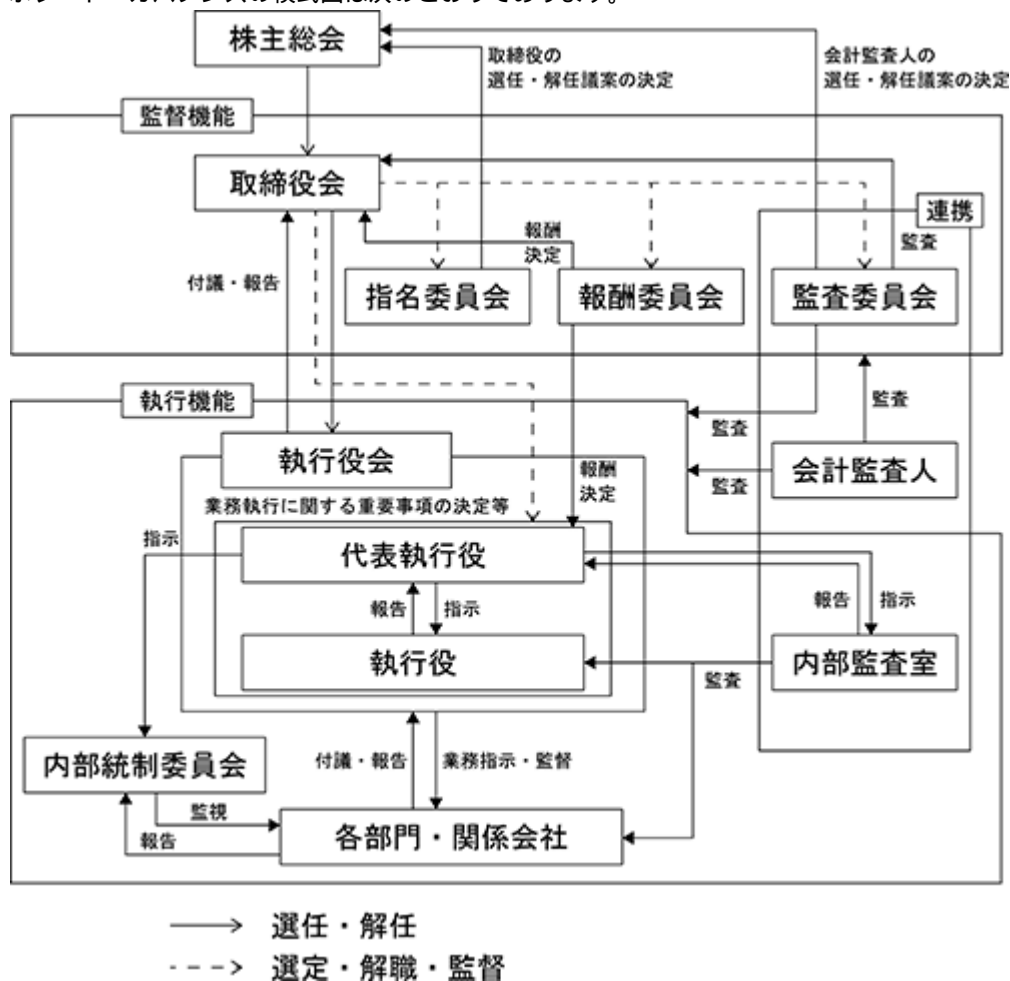 株主総会
取締役の
選任・解任議案の決定
会計監査人の
選任・解任議案の決定
監督機能
取締役会
連携
報酬
決定
監査
付議・報告
指名委員会
報酬委員会
監査委員会
執行機能
監査
監査
執行役会
会計監査人
監査
報酬
決定
業務執行に関する重要事項の決定等
指示
代表執行役
報告
指示
報告
指示
執行役
内部監査室
監査
内部統制委員会
付議・報告
業務指示・監督
監視
報告
各部門・関係会社
選任・解任
選定・解職・監督